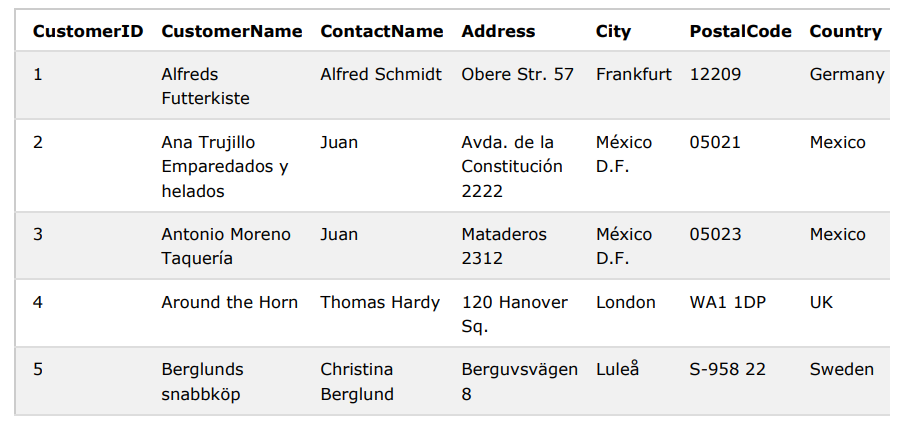 CustomerID CustomerName ContactName Address City PostalCode Country
1 Alfreds Futterkiste Alfred Schmidt Obere Str. 57 Frankfurt 12209 Germany
2 Ana Trujillo Emparedados y helados Juan Avda. de la Constitución 2222 México D.F. 05021 Mexico
3 Antonio Moreno Taquería Juan Mataderos 2312 México D.F. 05023 Mexico
4 Around the Horn Thomas Hardy 120 Hanover Sq. London WA1 1DP UK
5 Berglunds snabbköp Christina Berglund Berguvsvägen 8 Luleå S-958 22 Sweden